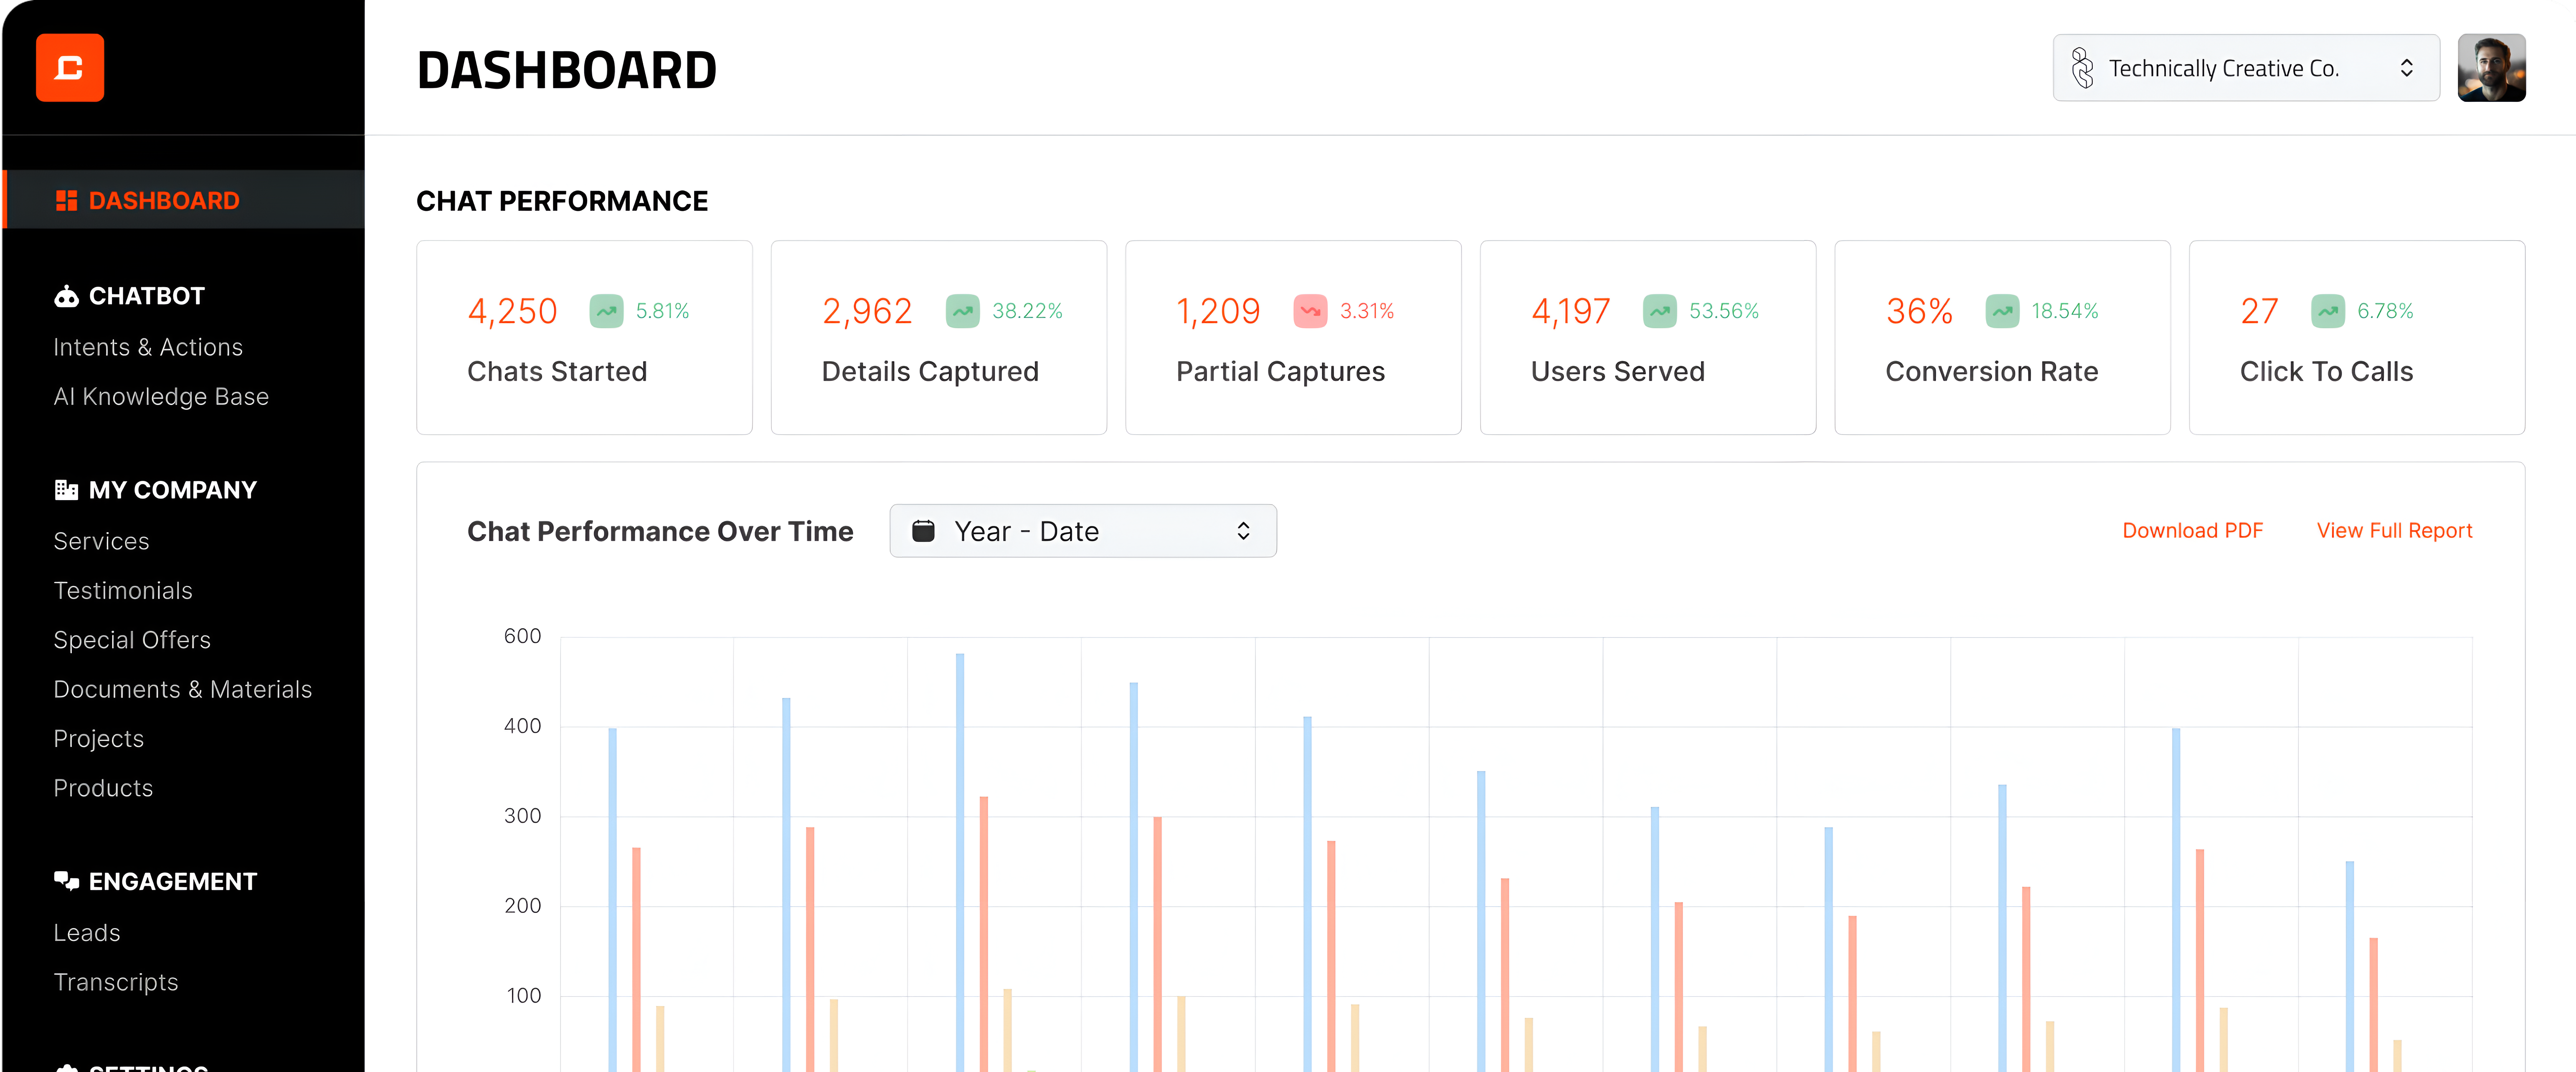 DASHBOARD
Technically Creative Co.
DASHBOARD
CHATBOT
Intents & Actions
AI Knowledge Base
MY COMPANY
Services
Testimonials
Special Offers
Documents & Materials
Projects
Products
ENGAGEMENT
Leads
Transcripts
SETTINGS
CHAT PERFORMANCE
4,250 5.81%
Chats Started
2,962 38.22%
Details Captured
1,209 3.31%
Partial Captures
4,197 53.56%
Users Served
36% 18.54%
Conversion Rate
27 6.78%
Click To Calls
Chat Performance Over Time
Year - Date
Download PDF
View Full Report
600
400
300
200
100